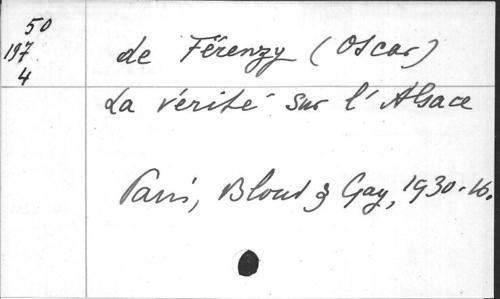 50
197
4
de Férenzy (Oscar)
La vérité sur l'Alsace
Paris, Bloud & Gay, 1930.-16.